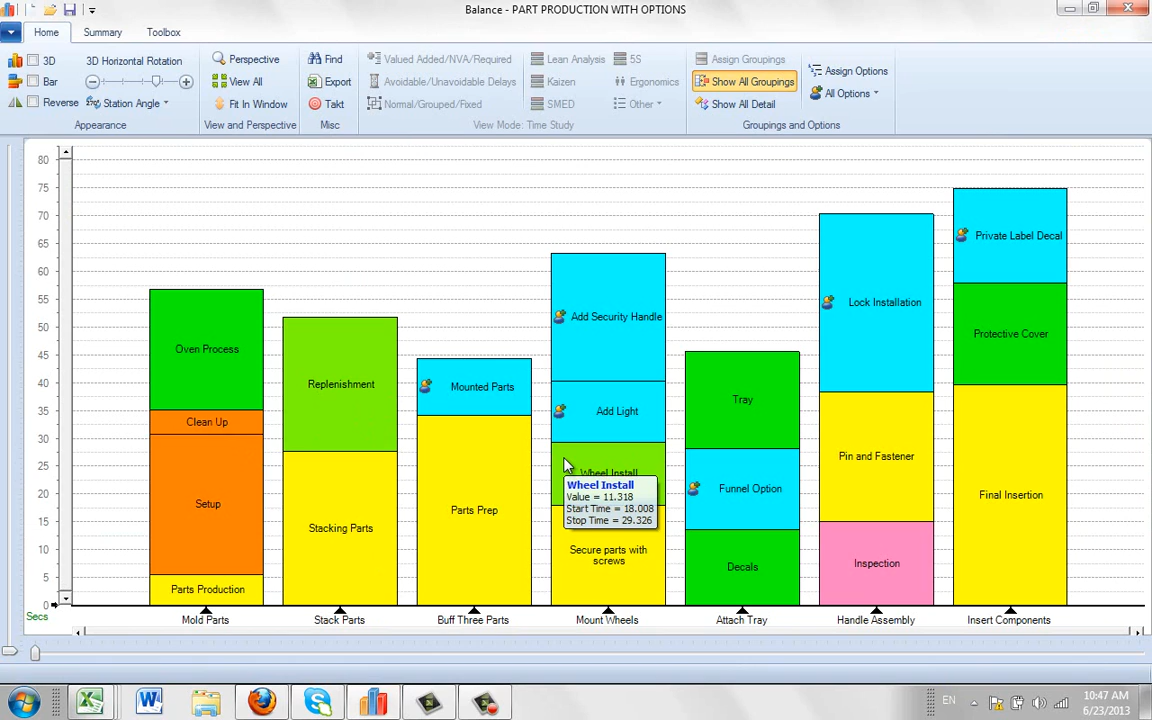 Balance - PART PRODUCTION WITH OPTIONS
Home Summary Toolbox
3D 3D Horizontal Rotation Perspective Find Valued Added/NVA/Required Lean Analysis 5S Assign Groupings Assign Options
Bar View All Export Avoidable/Unavoidable Delays Kaizen Ergonomics Show All Groupings All Options
Reverse Station Angle Fit In Window Takt Normal/Grouped/Fixed SMED Other Show All Detail
Appearance View and Perspective Misc View Mode: Time Study Groupings and Options
80
75
70
65
60
55
50
45
40
35
30
25
20
15
10
5
0
Secs
Oven Process
Clean Up
Setup
Parts Production
Replenishment
Stacking Parts
Mounted Parts
Parts Prep
Add Security Handle
Add Light
Wheel Install
Wheel Install
Value = 11.318
Start Time = 18.008
Stop Time = 29.326
Secure parts with
screws
Tray
Funnel Option
Decals
Lock Installation
Pin and Fastener
Inspection
Private Label Decal
Protective Cover
Final Insertion
Mold Parts Stack Parts Buff Three Parts Mount Wheels Attach Tray Handle Assembly Insert Components
EN 10:47 AM
6/23/2013